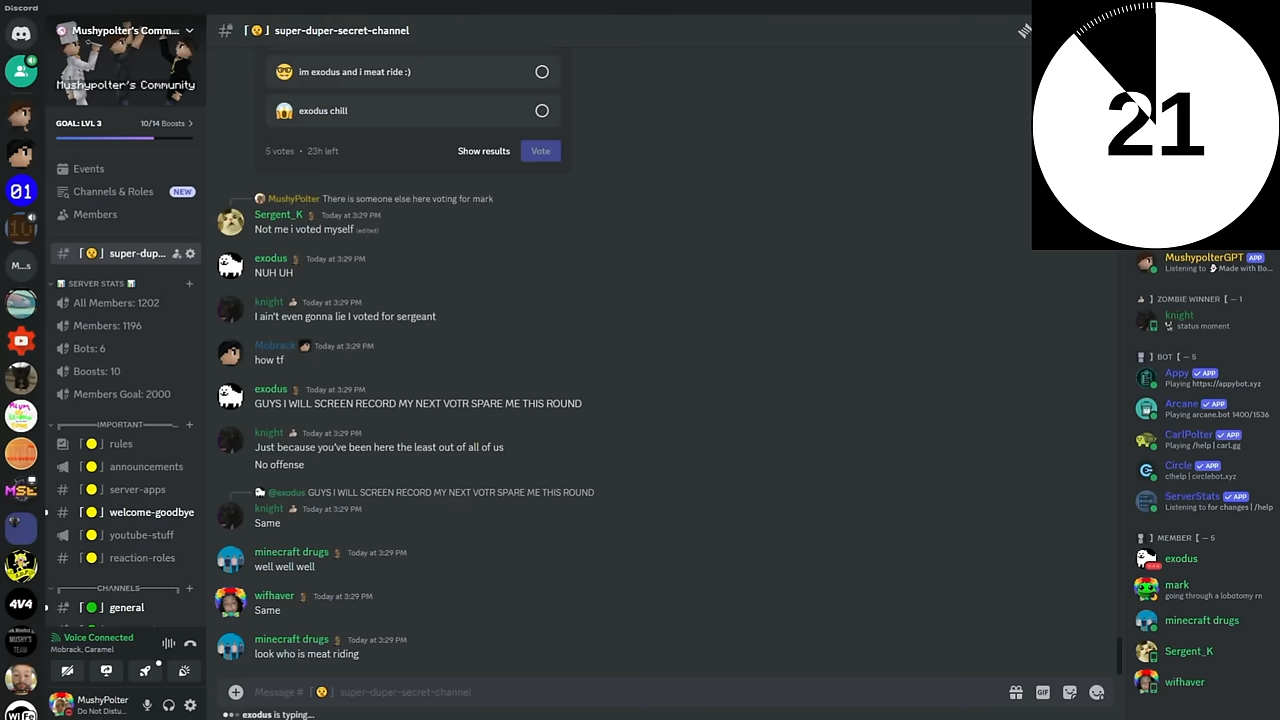 Discord
Mushypolter's Comm...
Mushypolter's Community
GOAL: LVL 3
10/14 Boosts
Events
Channels & Roles
NEW
Members
super-dup...
SERVER STATS
All Members: 1202
Members: 1196
Bots: 6
Boosts: 10
Members Goal: 2000
IMPORTANT
rules
announcements
server-apps
welcome-goodbye
youtube-stuff
reaction-roles
CHANNELS
general
Voice Connected
Mobrack, Caramel
MushyPolter
Do Not Distu...
01
M...s
4V4
super-duper-secret-channel
im exodus and i meat ride :)
exodus chill
5 votes • 23h left
Show results
Vote
MushyPolter There is someone else here voting for mark
Sergent_K Today at 3:29 PM
Not me i voted myself (edited)
exodus Today at 3:29 PM
NUH UH
knight Today at 3:29 PM
I ain't even gonna lie I voted for sergeant
Mobrack Today at 3:29 PM
how tf
exodus Today at 3:29 PM
GUYS I WILL SCREEN RECORD MY NEXT VOTR SPARE ME THIS ROUND
knight Today at 3:29 PM
Just because you've been here the least out of all of us
No offense
@exodus GUYS I WILL SCREEN RECORD MY NEXT VOTR SPARE ME THIS ROUND
knight Today at 3:29 PM
Same
minecraft drugs Today at 3:29 PM
well well well
wifhaver Today at 3:29 PM
Same
minecraft drugs Today at 3:29 PM
look who is meat riding
Message # super-duper-secret-channel
GIF
exodus is typing...
21
MushypolterGPT APP
Listening to Made with Bo...
ZOMBIE WINNER [ — 1
knight
status moment
BOT [ — 5
Appy APP
Playing https://appybot.xyz
Arcane APP
Playing arcane.bot 1400/1536
CarlPolter APP
Playing /help | carl.gg
Circle APP
c!help | circlebot.xyz
ServerStats APP
Listening to for changes | /help
MEMBER [ — 5
exodus
mark
going through a lobotomy rn
minecraft drugs
Sergent_K
wifhaver